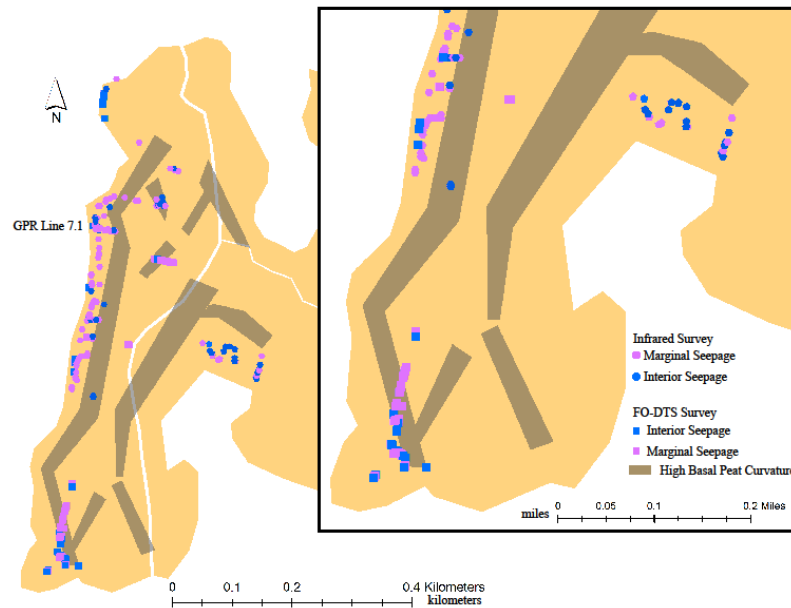 N
GPR Line 7.1
Infrared Survey
Marginal Seepage
Interior Seepage
FO-DTS Survey
Interior Seepage
Marginal Seepage
High Basal Peat Curvature
miles
0 0.05 0.1 0.2 Miles
0 0.1 0.2 0.4 Kilometers
kilometers